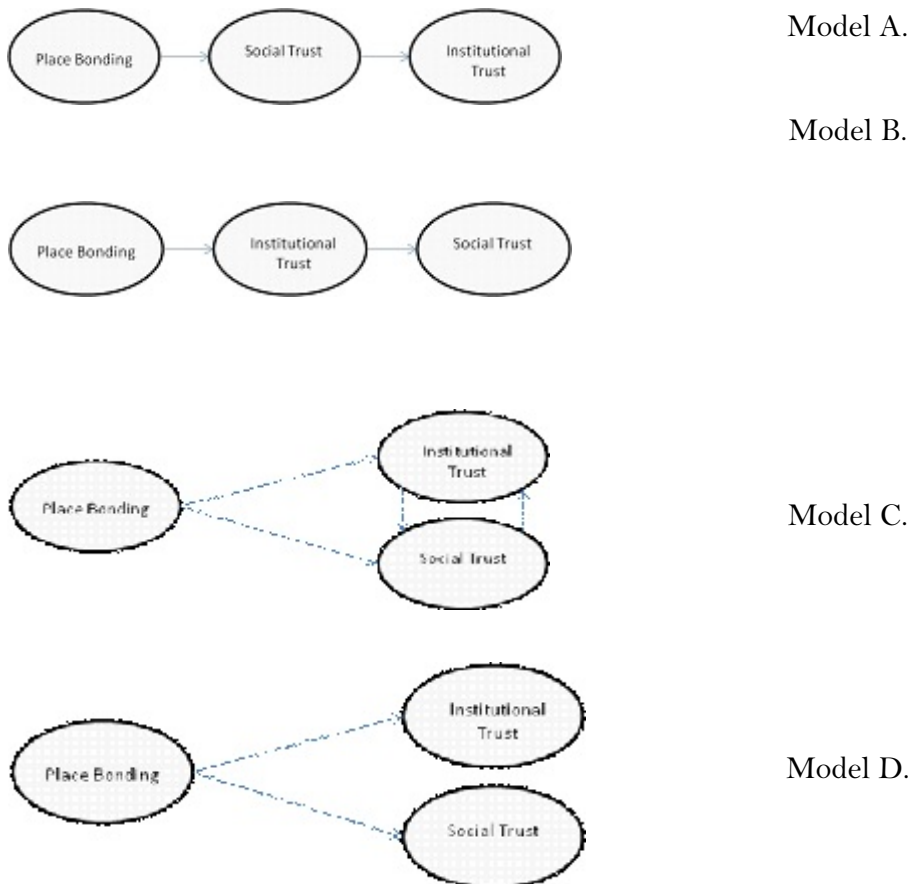 Model A.
Place Bonding
Social Trust
Institutional
Trust
Model B.
Place Bonding
Institutional
Trust
Social Trust
Institutional
Trust
Place Bonding
Social Trust
Model C.
Institutional
Trust
Place Bonding
Social Trust
Model D.